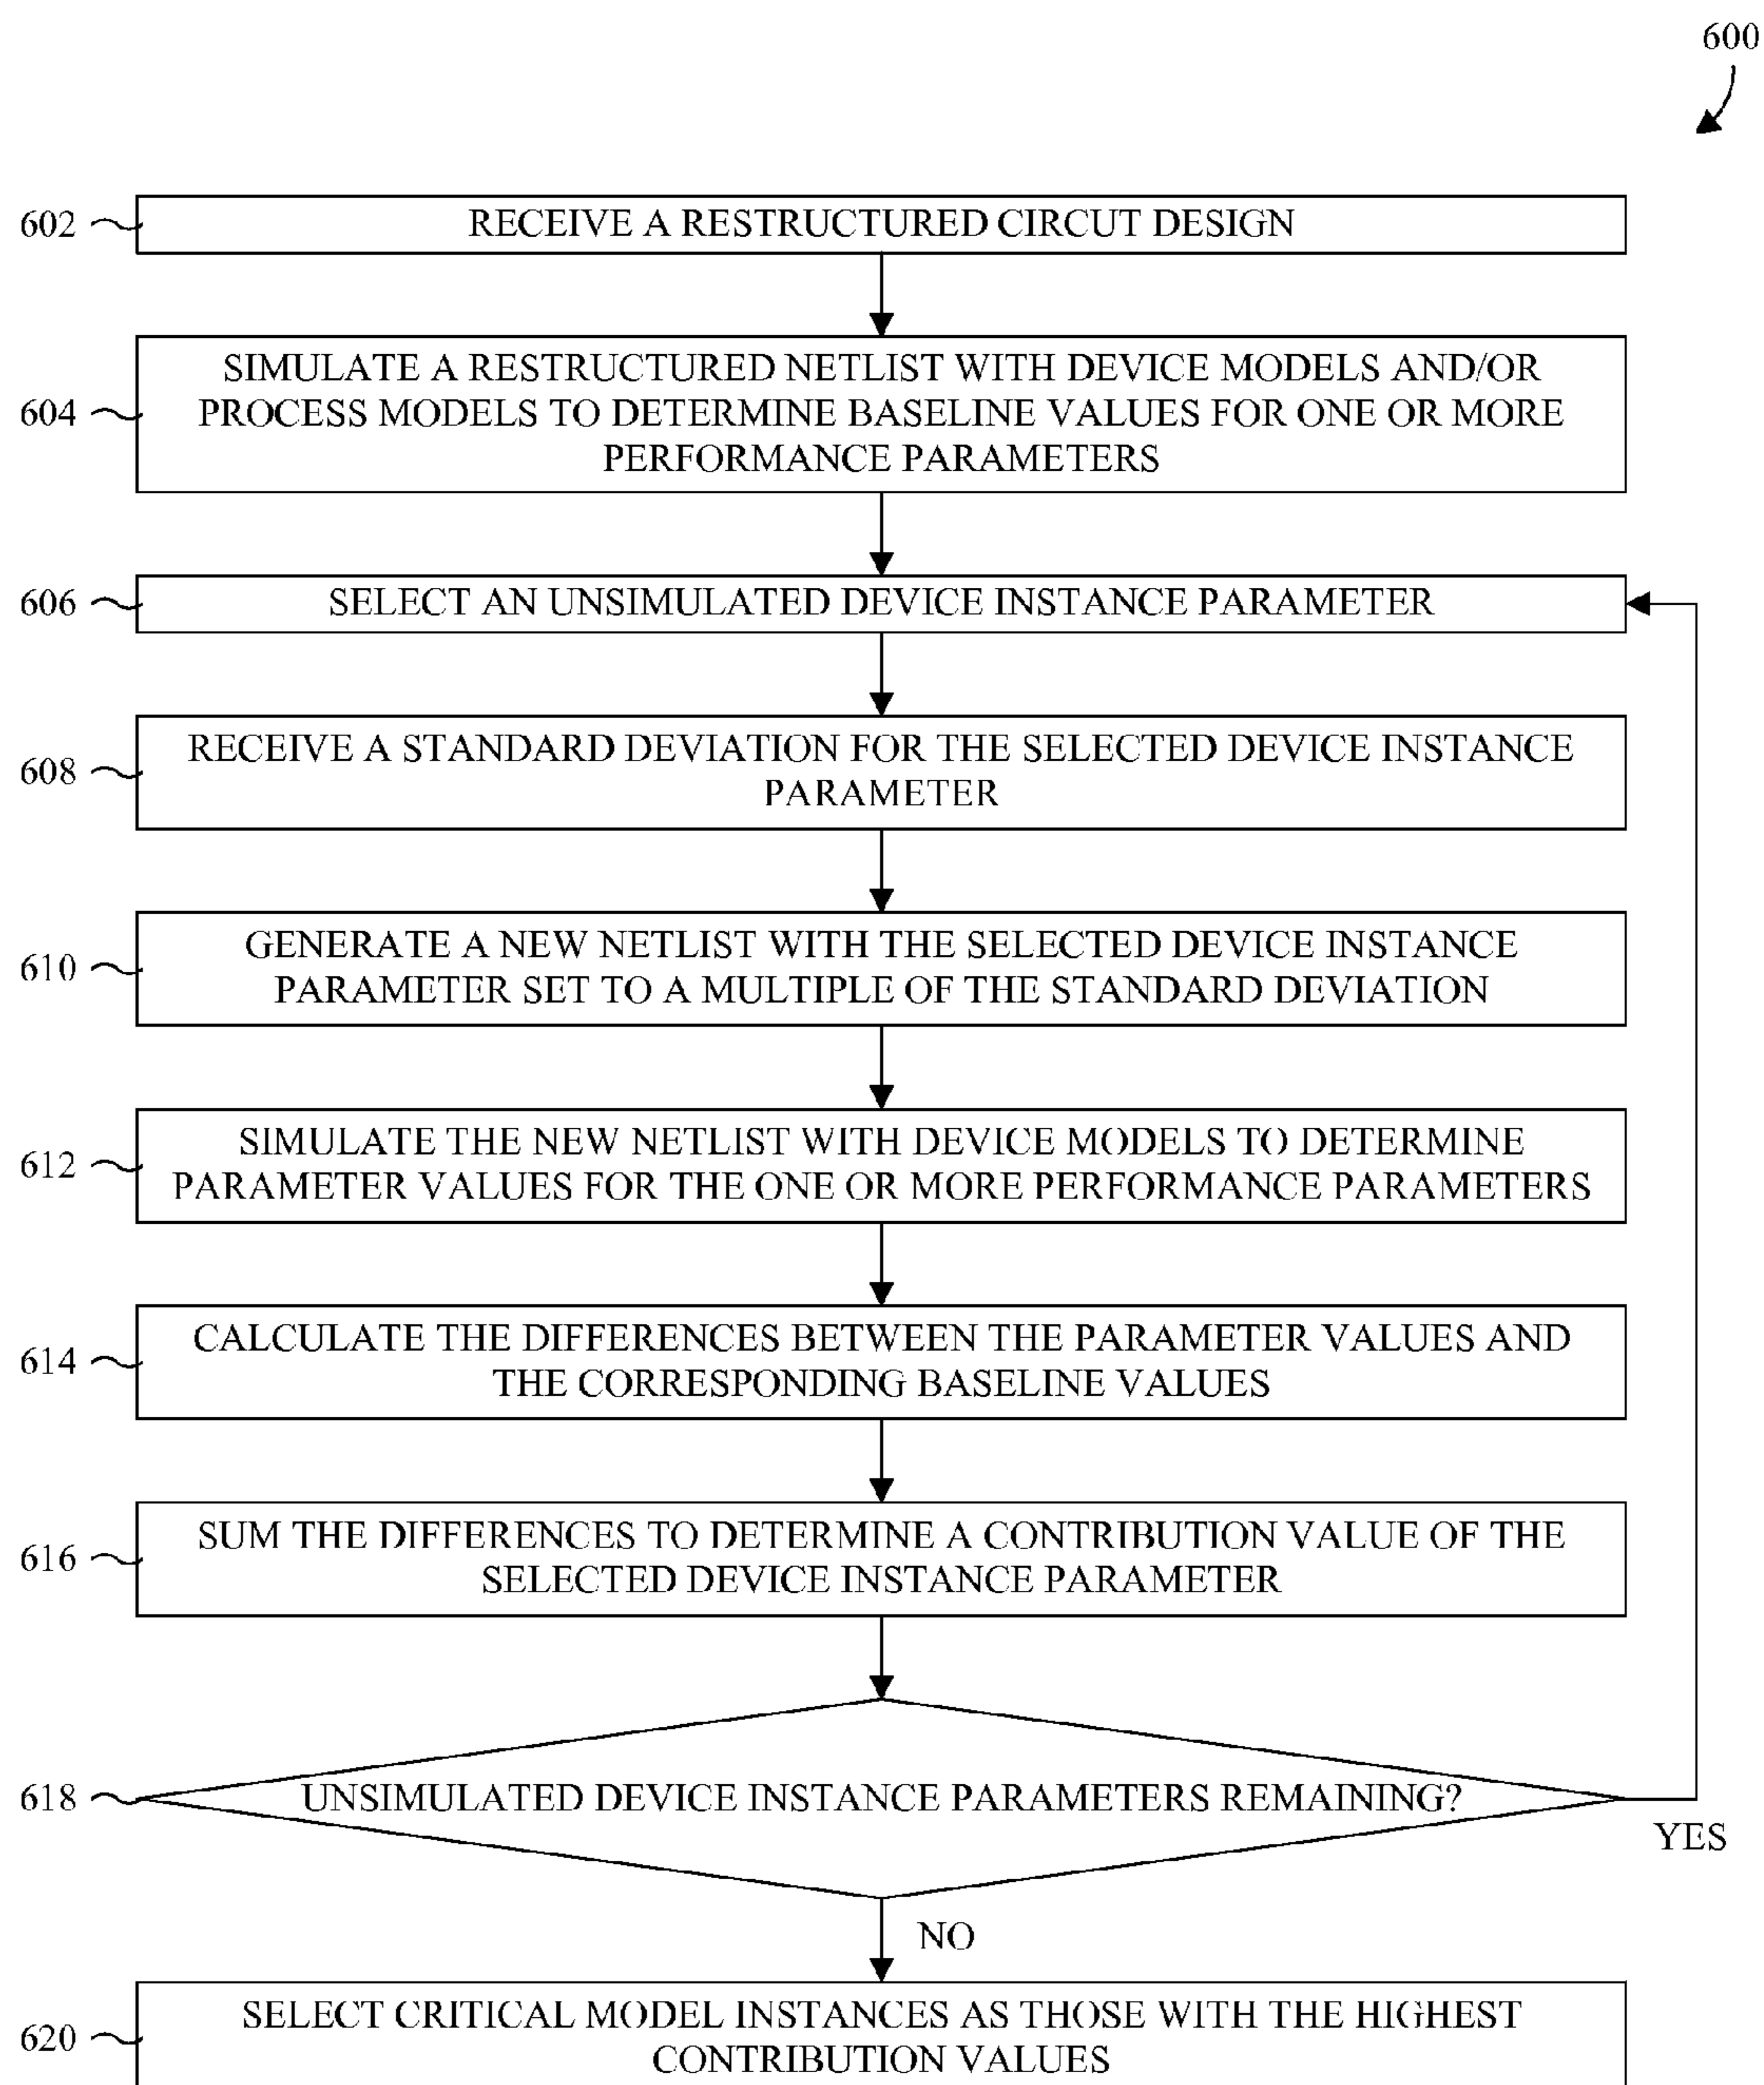 600
602
RECEIVE A RESTRUCTURED CIRCUT DESIGN
604
SIMULATE A RESTRUCTURED NETLIST WITH DEVICE MODELS AND/OR
PROCESS MODELS TO DETERMINE BASELINE VALUES FOR ONE OR MORE
PERFORMANCE PARAMETERS
606
SELECT AN UNSIMULATED DEVICE INSTANCE PARAMETER
608
RECEIVE A STANDARD DEVIATION FOR THE SELECTED DEVICE INSTANCE
PARAMETER
610
GENERATE A NEW NETLIST WITH THE SELECTED DEVICE INSTANCE
PARAMETER SET TO A MULTIPLE OF THE STANDARD DEVIATION
612
SIMULATE THE NEW NETLIST WITH DEVICE MODELS TO DETERMINE
PARAMETER VALUES FOR THE ONE OR MORE PERFORMANCE PARAMETERS
614
CALCULATE THE DIFFERENCES BETWEEN THE PARAMETER VALUES AND
THE CORRESPONDING BASELINE VALUES
616
SUM THE DIFFERENCES TO DETERMINE A CONTRIBUTION VALUE OF THE
SELECTED DEVICE INSTANCE PARAMETER
618
UNSIMULATED DEVICE INSTANCE PARAMETERS REMAINING?
YES
NO
620
SELECT CRITICAL MODEL INSTANCES AS THOSE WITH THE HIGHEST
CONTRIBUTION VALUES